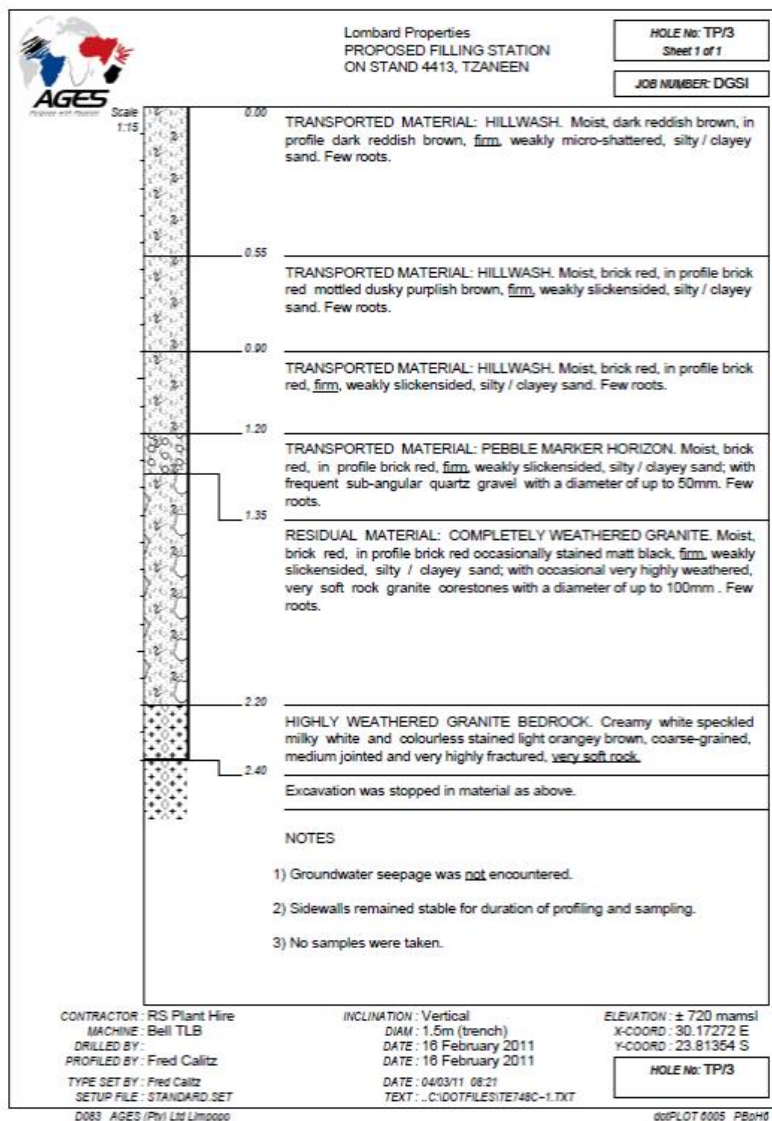 Lombard Properties
PROPOSED FILLING STATION
ON STAND 4413, TZANEEN
HOLE No: TP/3
Sheet 1 of 1
JOB NUMBER: DGSI
AGES
Scale
1:15
0.00
TRANSPORTED MATERIAL: HILLWASH. Moist, dark reddish brown, in
profile dark reddish brown, firm, weakly micro-shattered, silty / clayey
sand. Few roots.
0.55
TRANSPORTED MATERIAL: HILLWASH. Moist, brick red, in profile brick
red mottled dusky purplish brown, firm, weakly slickensided, silty / clayey
sand. Few roots.
0.90
TRANSPORTED MATERIAL: HILLWASH. Moist, brick red, in profile brick
red, firm, weakly slickensided, silty / clayey sand. Few roots.
1.20
TRANSPORTED MATERIAL: PEBBLE MARKER HORIZON. Moist, brick
red, in profile brick red, firm, weakly slickensided, silty / clayey sand; with
frequent sub-angular quartz gravel with a diameter of up to 50mm. Few
roots.
1.35
RESIDUAL MATERIAL: COMPLETELY WEATHERED GRANITE. Moist,
brick red, in profile brick red occasionally stained matt black, firm, weakly
slickensided, silty / clayey sand; with occasional very highly weathered,
very soft rock granite corestones with a diameter of up to 100mm . Few
roots.
2.20
HIGHLY WEATHERED GRANITE BEDROCK. Creamy white speckled
milky white and colourless stained light orangey brown, coarse-grained,
medium jointed and very highly fractured, very soft rock.
2.40
Excavation was stopped in material as above.
NOTES
1) Groundwater seepage was not encountered.
2) Sidewalls remained stable for duration of profiling and sampling.
3) No samples were taken.
CONTRACTOR : RS Plant Hire
MACHINE : Bell TLB
DRILLED BY :
PROFILED BY : Fred Calitz
TYPE SET BY : Fred Calitz
SETUP FILE : STANDARD.SET
INCLINATION : Vertical
DIAM : 1.5m (trench)
DATE : 16 February 2011
DATE : 16 February 2011
DATE : 04/03/11 08:21
TEXT : ..C:\DOTFILES\TE748C~1.TXT
ELEVATION : ± 720 mamsl
X-COORD : 30.17272 E
Y-COORD : 23.81354 S
HOLE No: TP/3
D083 AGES (Pty) Ltd Limpopo
dotPLOT 6005 PBpH6